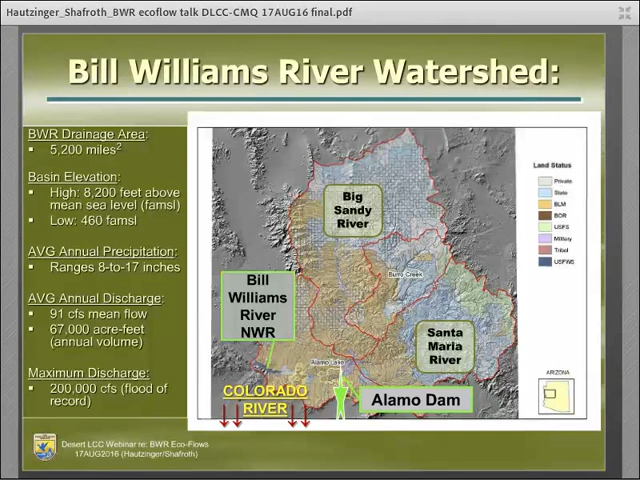 Hautzinger_Shafroth_BWR ecoflow talk DLCC-CMQ 17AUG16 final.pdf
Bill Williams River Watershed:
BWR Drainage Area:
▪ 5,200 miles²
Basin Elevation:
▪ High: 8,200 feet above
mean sea level (famsl)
▪ Low: 460 famsl
AVG Annual Precipitation:
▪ Ranges 8-to-17 inches
AVG Annual Discharge:
▪ 91 cfs mean flow
▪ 67,000 acre-feet
(annual volume)
Maximum Discharge:
▪ 200,000 cfs (flood of
record)
Big
Sandy
River
Burro Creek
Bill
Williams
River
NWR
Santa
Maria
River
Alamo Lake
COLORADO
RIVER
Alamo Dam
Land Status
Private
State
BLM
BOR
USFS
Military
Tribal
USFWS
ARIZONA
Desert LCC Webinar re: BWR Eco-Flows
17AUG2016 (Hautzinger/Shafroth)